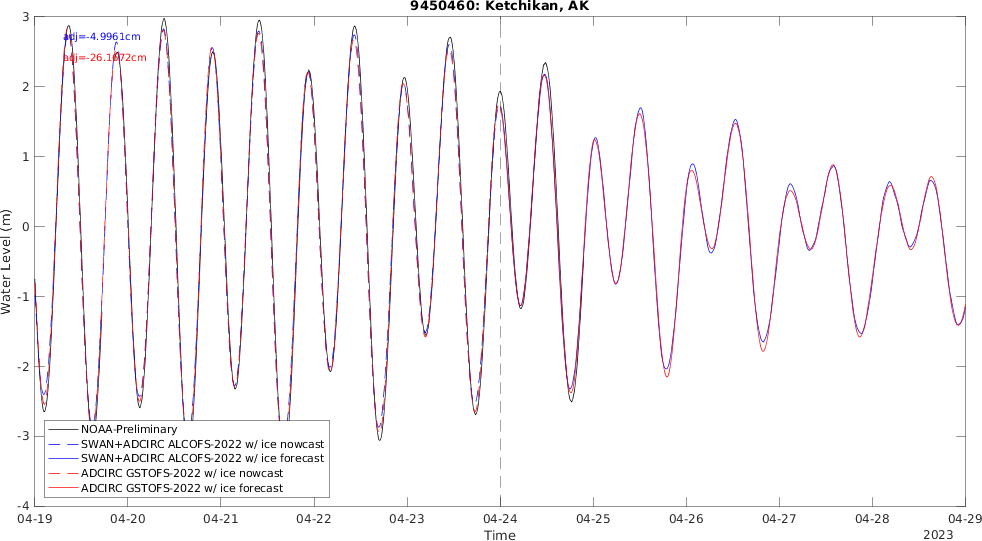 9450460: Ketchikan, AK
adj=-4.9961cm
Water Level (m)
3
2
1
0
-1
-2
-3
-4
NOAA-Preliminary
SWAN+ADCIRC ALCOFS-2022 w/ ice nowcast
SWAN+ADCIRC ALCOFS-2022 w/ ice forecast
ADCIRC GSTOFS-2022 w/ ice nowcast
ADCIRC GSTOFS-2022 w/ ice forecast
04-19 04-20 04-21 04-22 04-23 04-24 04-25 04-26 04-27 04-28 04-29
Time
2023